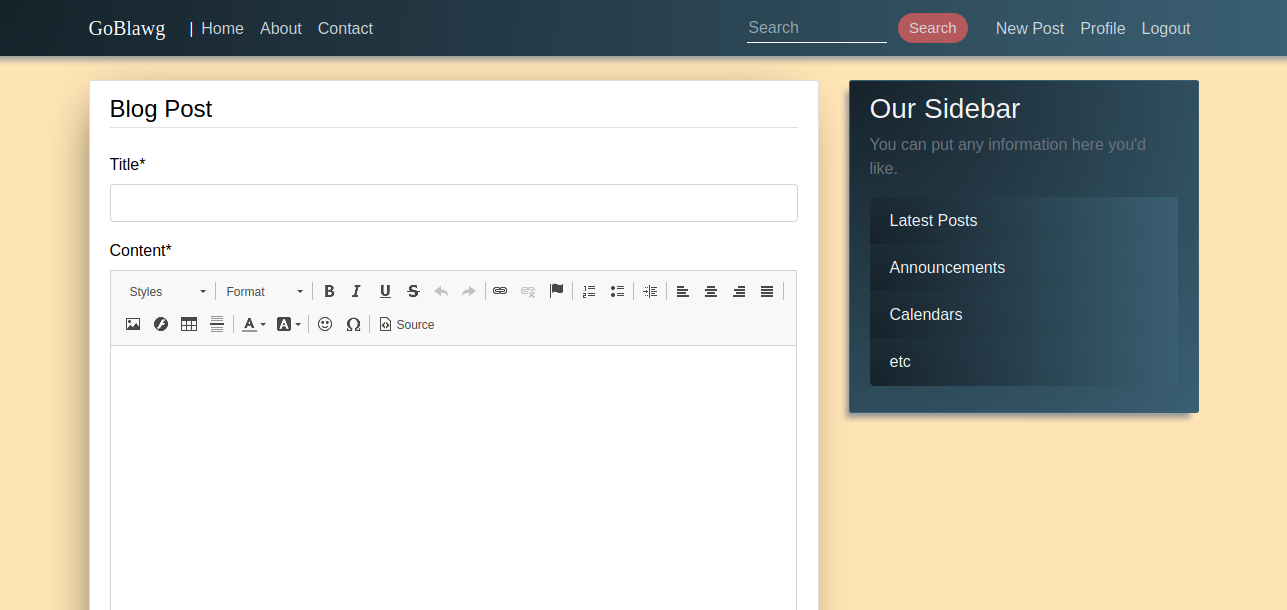 GoBlawg | Home About Contact Search Search New Post Profile Logout
Blog Post
Title*
Content*
Styles Format B I U S
A A Ω Source
Our Sidebar
You can put any information here you'd
like.
Latest Posts
Announcements
Calendars
etc